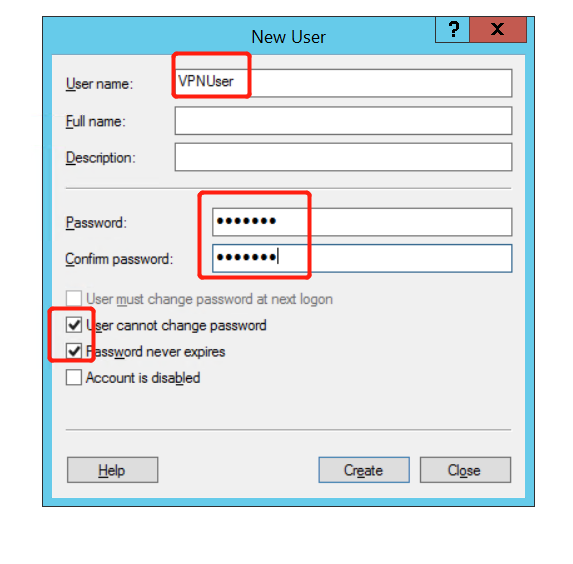 New User
? X
User name: VPNUser
Full name:
Description:
Password: •••••••
Confirm password: •••••••
User must change password at next logon
User cannot change password
Password never expires
Account is disabled
Help Create Close